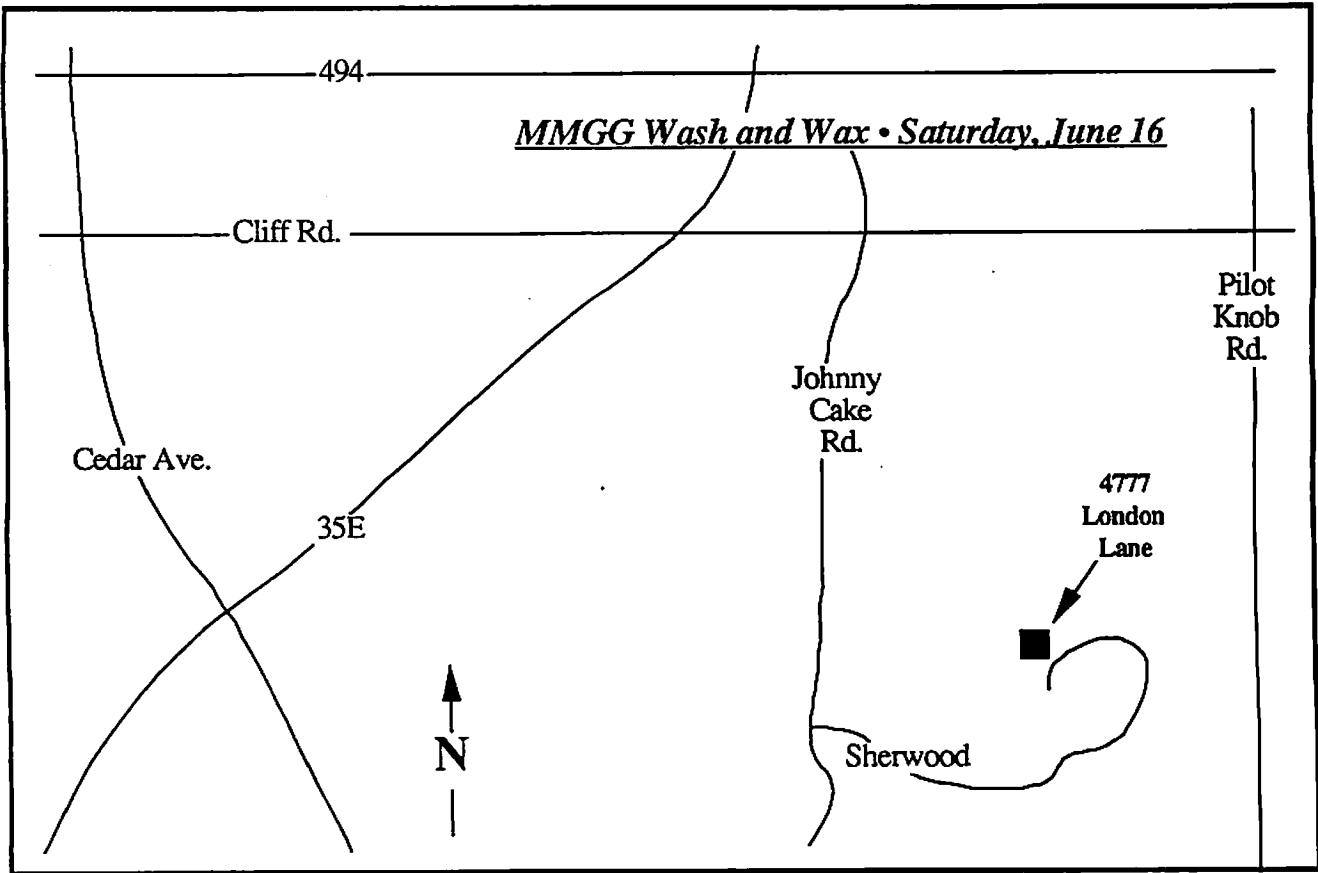 494
MMGG Wash and Wax • Saturday, June 16
Cliff Rd.
Pilot
Knob
Rd.
Johnny
Cake
Rd.
Cedar Ave.
4777
London
Lane
35E
N
Sherwood